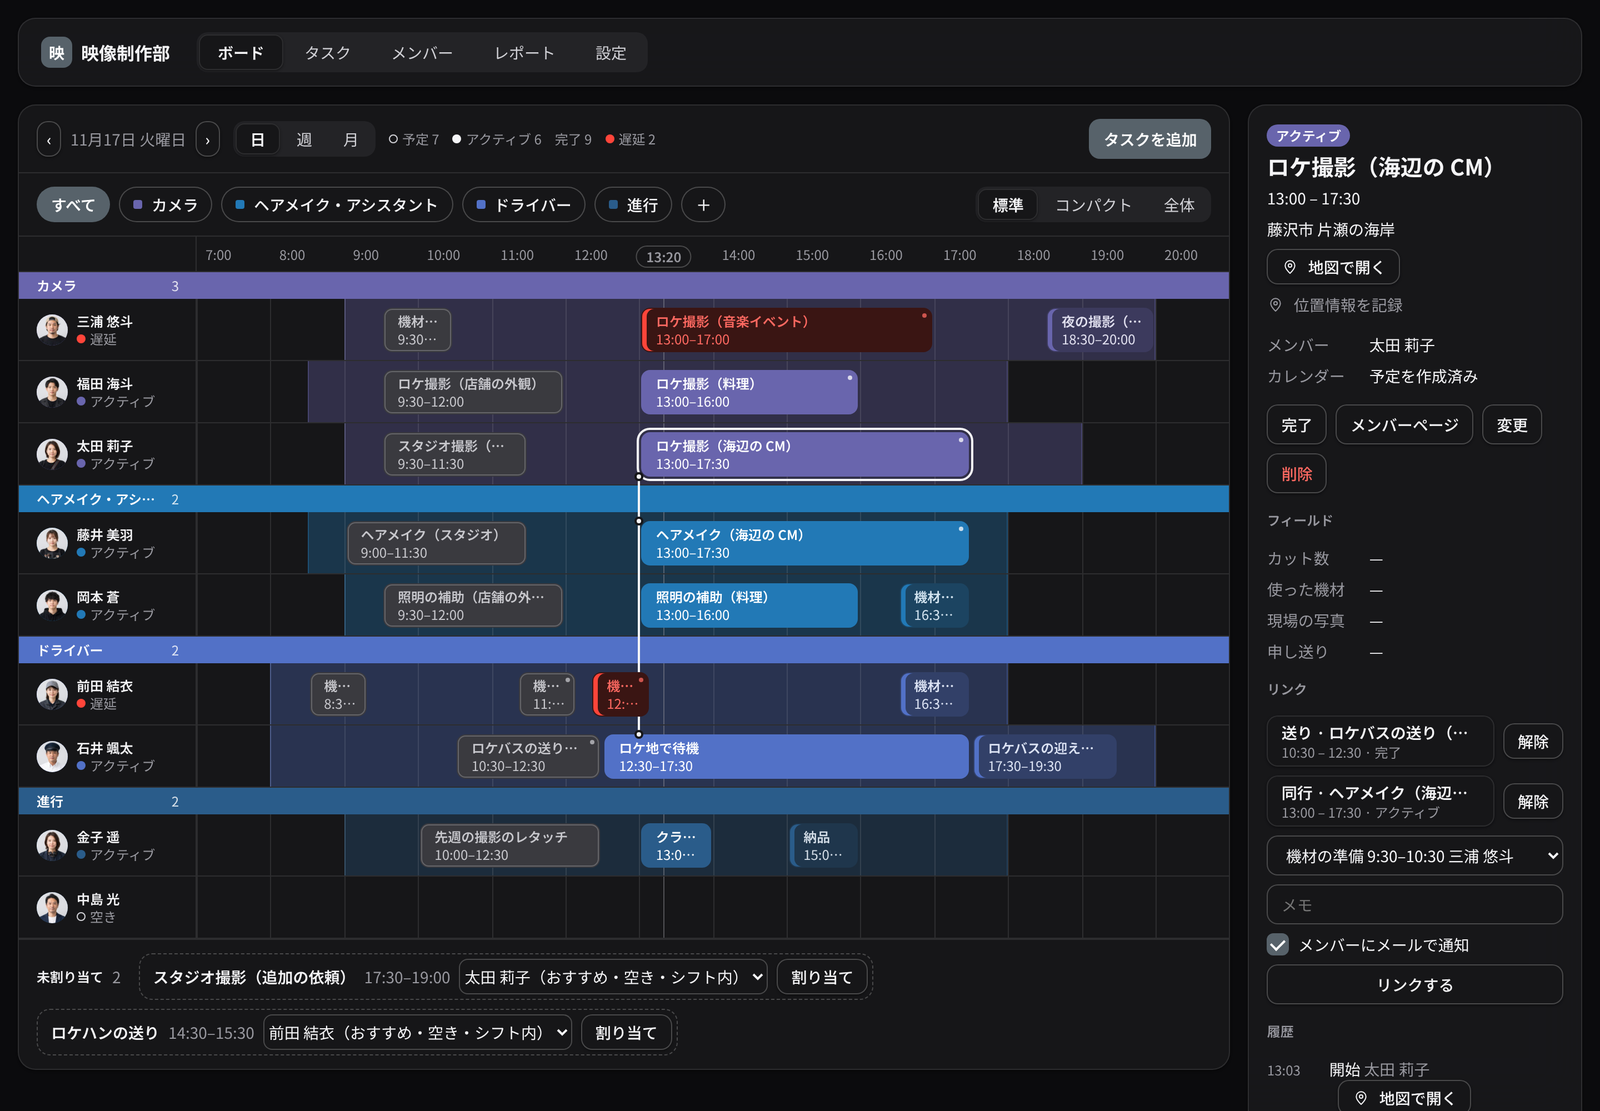 映 映像制作部 ボード タスク メンバー レポート 設定
‹ 11月17日 火曜日 › 日 週 月 予定 7 アクティブ 6 完了 9 遅延 2 タスクを追加
すべて カメラ ヘアメイク・アシスタント ドライバー 進行 + 標準 コンパクト 全体
7:00 8:00 9:00 10:00 11:00 12:00 13:20 14:00 15:00 16:00 17:00 18:00 19:00 20:00
カメラ 3
三浦 悠斗
遅延
機材…
9:30…
ロケ撮影（音楽イベント）
13:00–17:00
夜の撮影（…
18:30–20:00
福田 海斗
アクティブ
ロケ撮影（店舗の外観）
9:30–12:00
ロケ撮影（料理）
13:00–16:00
太田 莉子
アクティブ
スタジオ撮影（…
9:30–11:30
ロケ撮影（海辺の CM）
13:00–17:30
ヘアメイク・アシ… 2
藤井 美羽
アクティブ
ヘアメイク（スタジオ）
9:00–11:30
ヘアメイク（海辺の CM）
13:00–17:30
岡本 蒼
アクティブ
照明の補助（店舗の外…
9:30–12:00
照明の補助（料理）
13:00–16:00
機材…
16:3…
ドライバー 2
前田 結衣
遅延
機…
8:3…
機…
11:…
機…
12:…
機材…
16:3…
石井 颯太
アクティブ
ロケバスの送り…
10:30–12:30
ロケ地で待機
12:30–17:30
ロケバスの迎え…
17:30–19:30
進行 2
金子 遥
アクティブ
先週の撮影のレタッチ
10:00–12:30
クラ…
13:0…
納品
15:0…
中島 光
空き
未割り当て 2 スタジオ撮影（追加の依頼） 17:30–19:00 太田 莉子（おすすめ・空き・シフト内） 割り当て
ロケハンの送り 14:30–15:30 前田 結衣（おすすめ・空き・シフト内） 割り当て
アクティブ
ロケ撮影（海辺の CM）
13:00 – 17:30
藤沢市 片瀬の海岸
地図で開く
位置情報を記録
メンバー 太田 莉子
カレンダー 予定を作成済み
完了 メンバーページ 変更
削除
フィールド
カット数 —
使った機材 —
現場の写真 —
申し送り —
リンク
送り · ロケバスの送り（… 解除
10:30 – 12:30 · 完了
同行 · ヘアメイク（海辺… 解除
13:00 – 17:30 · アクティブ
機材の準備 9:30–10:30 三浦 悠斗
メモ
メンバーにメールで通知
リンクする
履歴
13:03 開始 太田 莉子
地図で開く